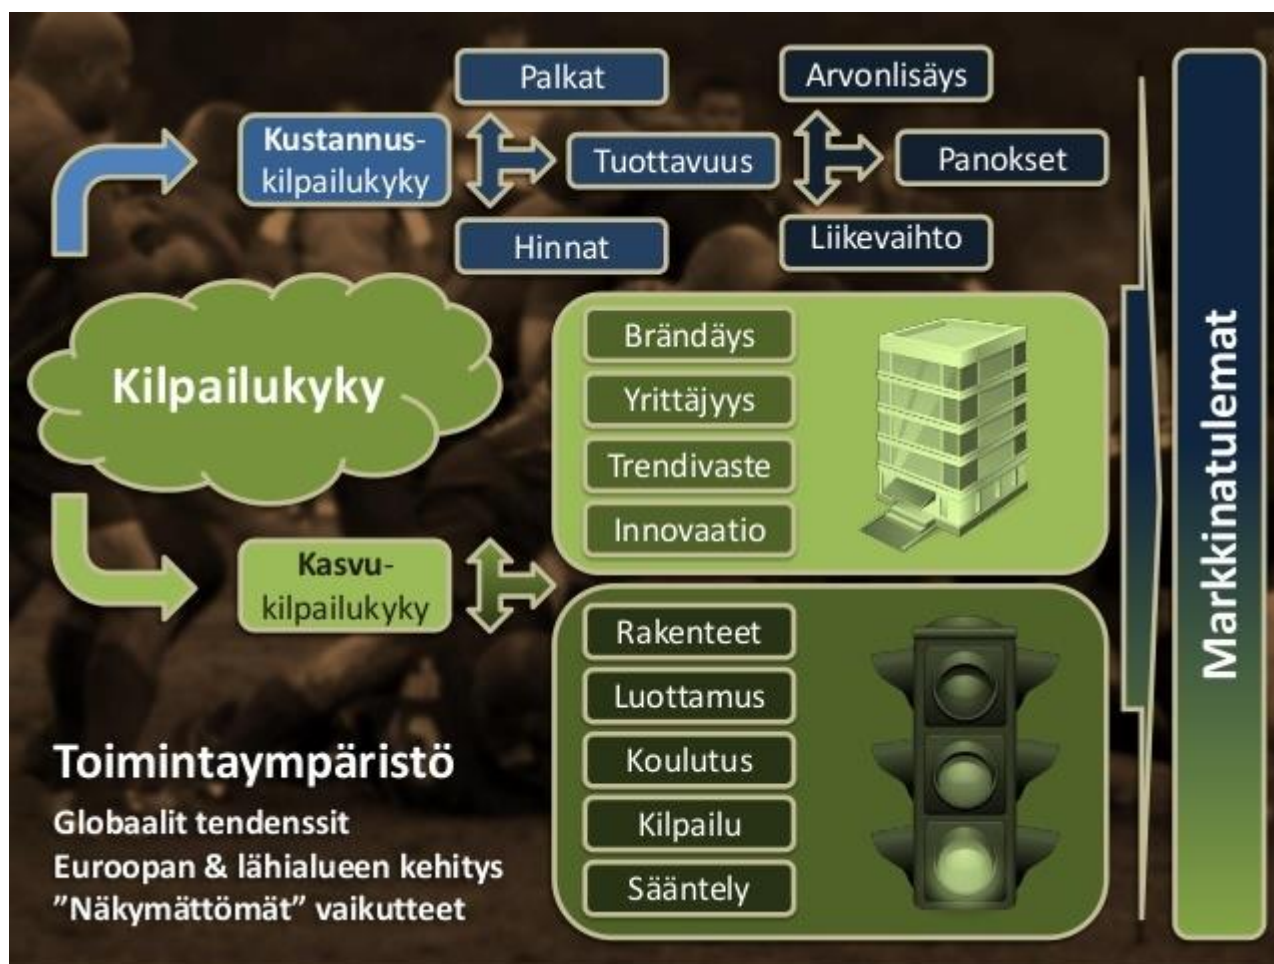 Palkat
Arvonlisäys
Kustannus-
kilpailukyky
Tuottavuus
Panokset
Hinnat
Liikevaihto
Kilpailukyky
Brändäys
Yrittäjyys
Trendivaste
Innovaatio
Kasvu-
kilpailukyky
Rakenteet
Luottamus
Koulutus
Kilpailu
Sääntely
Toimintaympäristö
Globaalit tendenssit
Euroopan & lähialueen kehitys
”Näkymättömät” vaikutteet
Markkinatulemat